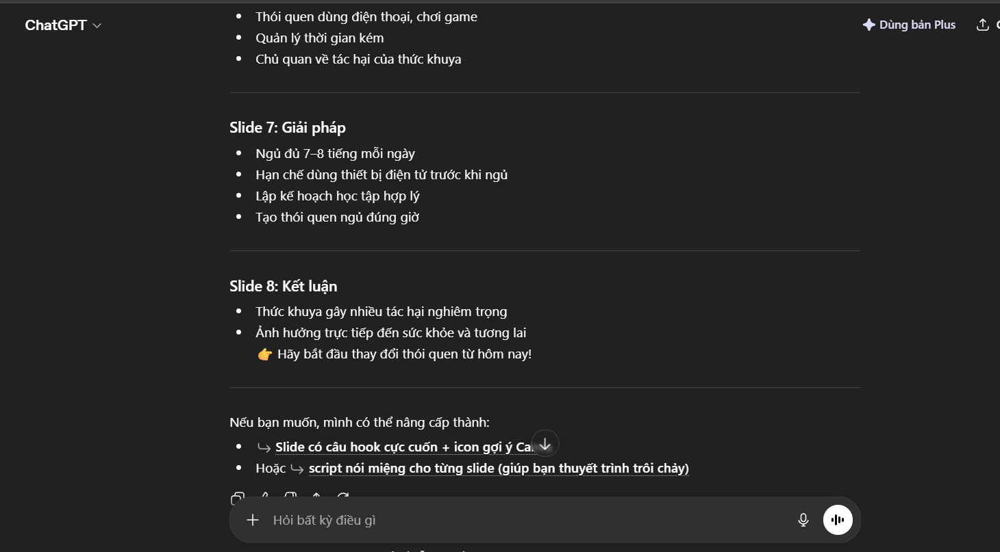 ChatGPT
Dùng bản Plus
Thói quen dùng điện thoại, chơi game
Quản lý thời gian kém
Chủ quan về tác hại của thức khuya
Slide 7: Giải pháp
Ngủ đủ 7–8 tiếng mỗi ngày
Hạn chế dùng thiết bị điện tử trước khi ngủ
Lập kế hoạch học tập hợp lý
Tạo thói quen ngủ đúng giờ
Slide 8: Kết luận
Thức khuya gây nhiều tác hại nghiêm trọng
Ảnh hưởng trực tiếp đến sức khỏe và tương lai
👉 Hãy bắt đầu thay đổi thói quen từ hôm nay!
Nếu bạn muốn, mình có thể nâng cấp thành:
Slide có câu hook cực cuốn + icon gợi ý
Hoặc script nói miệng cho từng slide (giúp bạn thuyết trình trôi chảy)
Hỏi bất kỳ điều gì